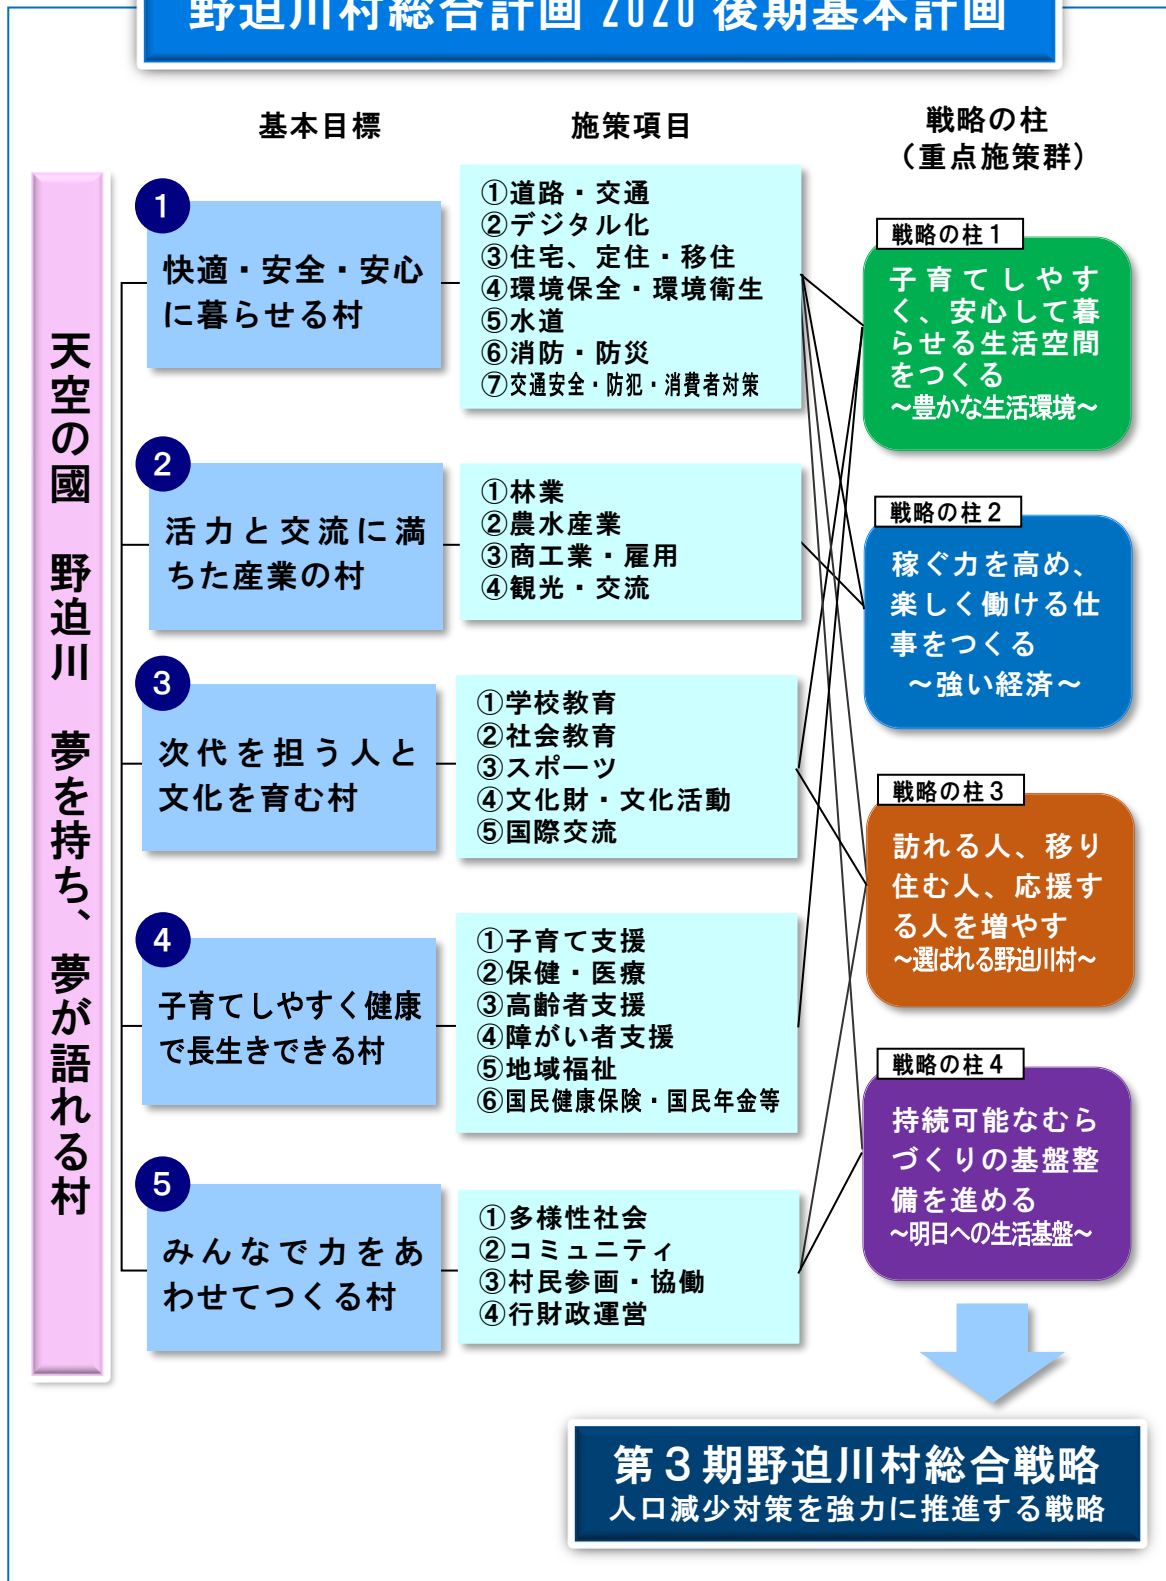 野迫川村総合計画 2020 後期基本計画
基本目標
施策項目
戦略の柱
（重点施策群）
天空の國　野迫川　夢を持ち、夢が語れる村
1
快適・安全・安心
に暮らせる村
①道路・交通
②デジタル化
③住宅、定住・移住
④環境保全・環境衛生
⑤水道
⑥消防・防災
⑦交通安全・防犯・消費者対策
2
活力と交流に満
ちた産業の村
①林業
②農水産業
③商工業・雇用
④観光・交流
3
次代を担う人と
文化を育む村
①学校教育
②社会教育
③スポーツ
④文化財・文化活動
⑤国際交流
4
子育てしやすく健康
で長生きできる村
①子育て支援
②保健・医療
③高齢者支援
④障がい者支援
⑤地域福祉
⑥国民健康保険・国民年金等
5
みんなで力をあ
わせてつくる村
①多様性社会
②コミュニティ
③村民参画・協働
④行財政運営
戦略の柱１
子育てしやす
く、安心して暮
らせる生活空間
をつくる
～豊かな生活環境～
戦略の柱２
稼ぐ力を高め、
楽しく働ける仕
事をつくる
～強い経済～
戦略の柱３
訪れる人、移り
住む人、応援す
る人を増やす
～選ばれる野迫川村～
戦略の柱４
持続可能なむら
づくりの基盤整
備を進める
～明日への生活基盤～
第３期野迫川村総合戦略
人口減少対策を強力に推進する戦略